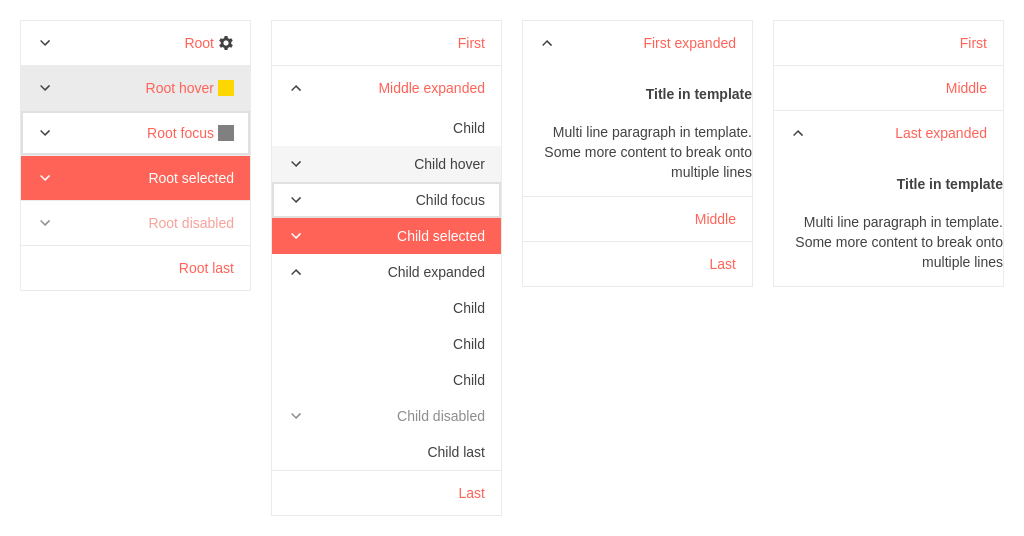 Root
Root hover
Root focus
Root selected
Root disabled
Root last
First
Middle expanded
Child
Child hover
Child focus
Child selected
Child expanded
Child
Child
Child
Child disabled
Child last
Last
First expanded
Title in template
Multi line paragraph in template.
Some more content to break onto
multiple lines
Middle
Last
First
Middle
Last expanded
Title in template
Multi line paragraph in template.
Some more content to break onto
multiple lines